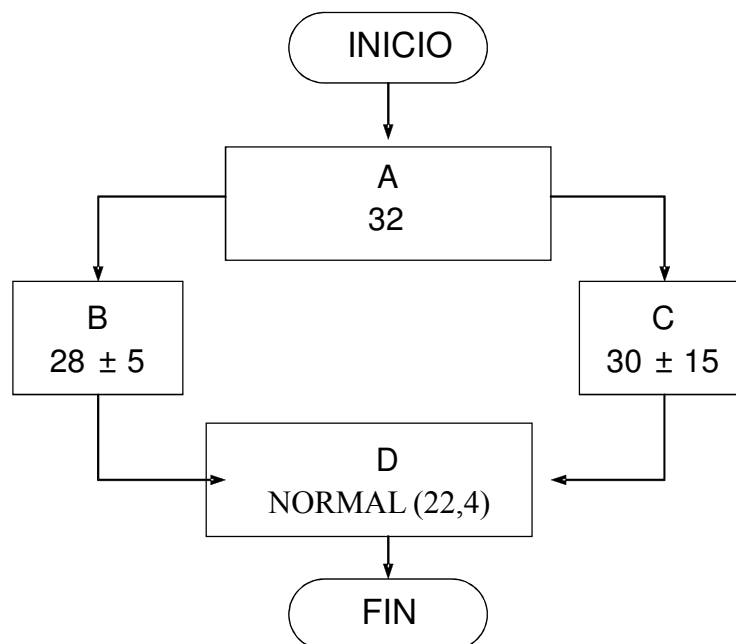 INICIO
A
32
B
28 ± 5
C
30 ± 15
D
NORMAL (22,4)
FIN